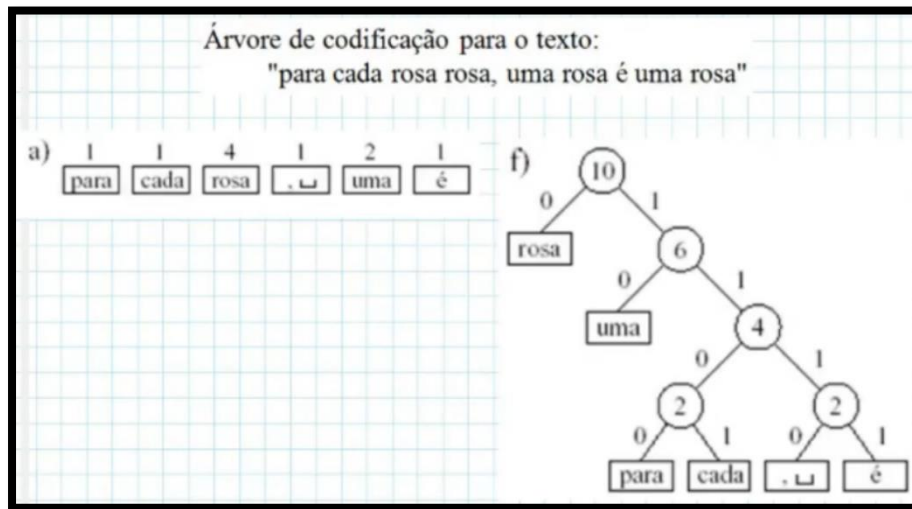 Árvore de codificação para o texto:
"para cada rosa rosa, uma rosa é uma rosa"
a) 1 1 4 1 2 1
para cada rosa , ⎵ uma é
f) 10
0 1
rosa 6
0 1
uma 4
0 1
2 2
0 1 0 1
para cada , ⎵ é